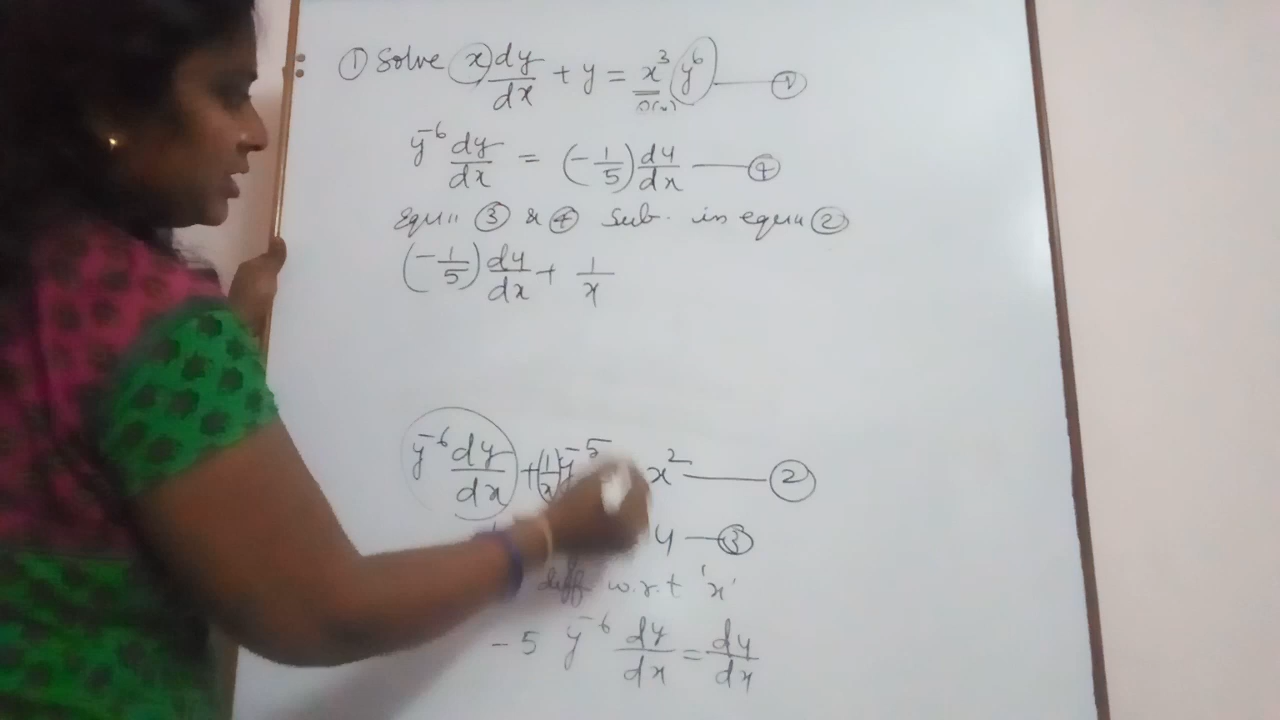 ① Solve x dy/dx + y = x³ y⁶ —— ①
y⁻⁶ dy/dx = (-1/5) du/dx —— ④
equn ③ & ④ sub. in equn ②
(-1/5) du/dx + 1/x
y⁻⁶ dy/dx + (1/x) y⁻⁵ x² —— ②
u — ③
diff w.r.t 'x'
-5 y⁻⁶ dy/dx = du/dx